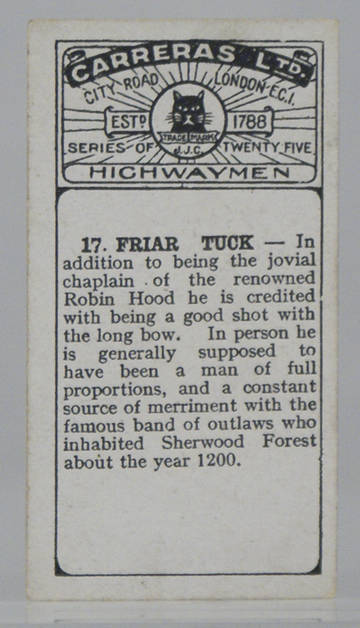 CARRERAS LTD.
CITY ROAD LONDON E.C.1.
ESTD 1788
TRADE MARK
J.J.C.
SERIES OF TWENTY FIVE
HIGHWAYMEN
17. FRIAR TUCK — In
addition to being the jovial
chaplain of the renowned
Robin Hood he is credited
with being a good shot with
the long bow. In person he
is generally supposed to
have been a man of full
proportions, and a constant
source of merriment with the
famous band of outlaws who
inhabited Sherwood Forest
about the year 1200.